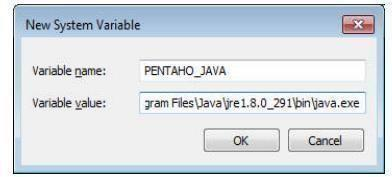 New System Variable
Variable name: PENTAHO_JAVA
Variable value: gram Files\Java\jre1.8.0_291\bin\java.exe
OK Cancel